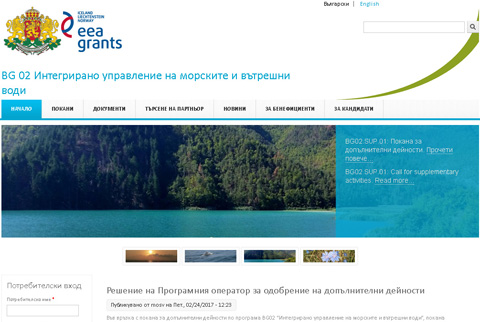 Български | English
ICELAND
LIECHTENSTEIN
NORWAY
eea
grants
BG 02 Интегрирано управление на морските и вътрешни
води
НАЧАЛО ПОКАНИ ДОКУМЕНТИ ТЪРСЕНЕ НА ПАРТНЬОР НОВИНИ ЗА БЕНЕФИЦИЕНТИ ЗА КАНДИДАТИ
BG02.SUP.01: Покана за
допълнителни дейности. Прочети
повече...
BG02.SUP.01: Call for supplementary
activities. Read more...
Потребителски вход
Потребителско име *
Решение на Програмния оператор за одобрение на допълнителни дейности
Публикувано от mosv на Пет, 02/24/2017 - 12:23
Във връзка с покана за допълнителни дейности по програма BG02 "Интегрирано управление на морските и вътрешни води", покана